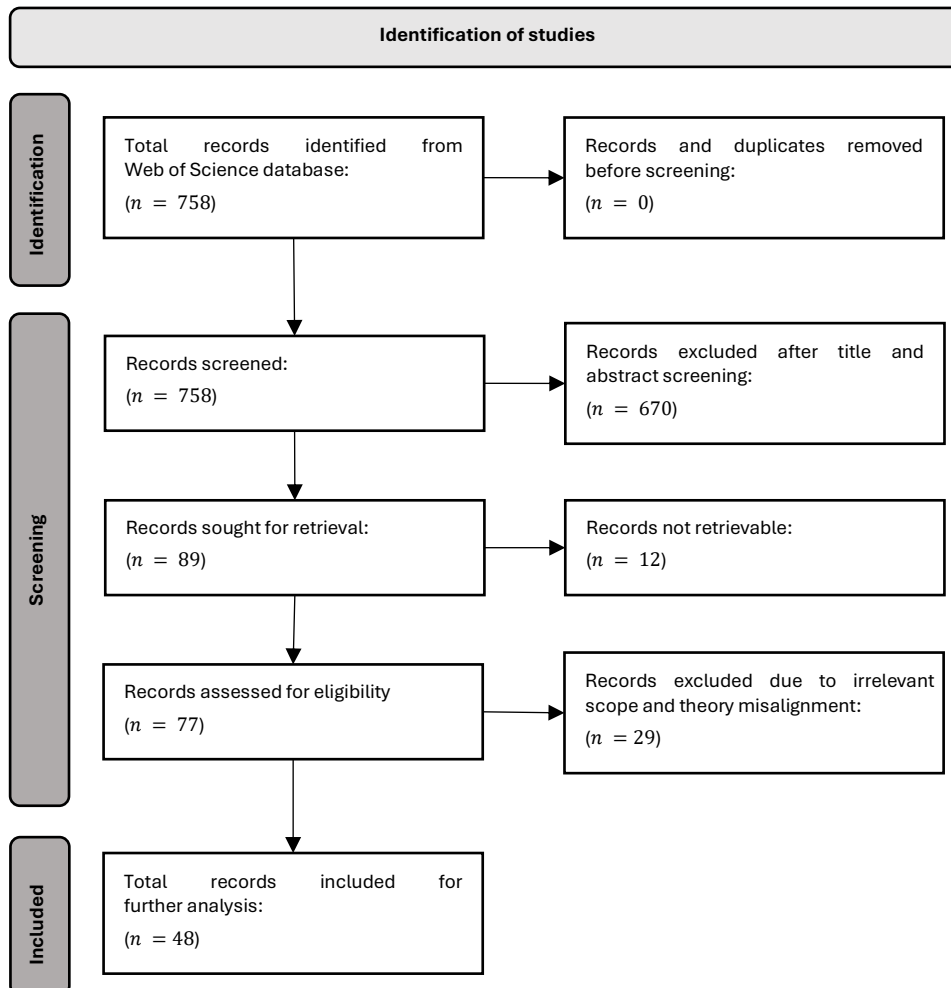 Identification of studies
Identification
Total records identified from
Web of Science database:
(n = 758)
Records and duplicates removed
before screening:
(n = 0)
Screening
Records screened:
(n = 758)
Records excluded after title and
abstract screening:
(n = 670)
Records sought for retrieval:
(n = 89)
Records not retrievable:
(n = 12)
Records assessed for eligibility
(n = 77)
Records excluded due to irrelevant
scope and theory misalignment:
(n = 29)
Included
Total records included for
further analysis:
(n = 48)